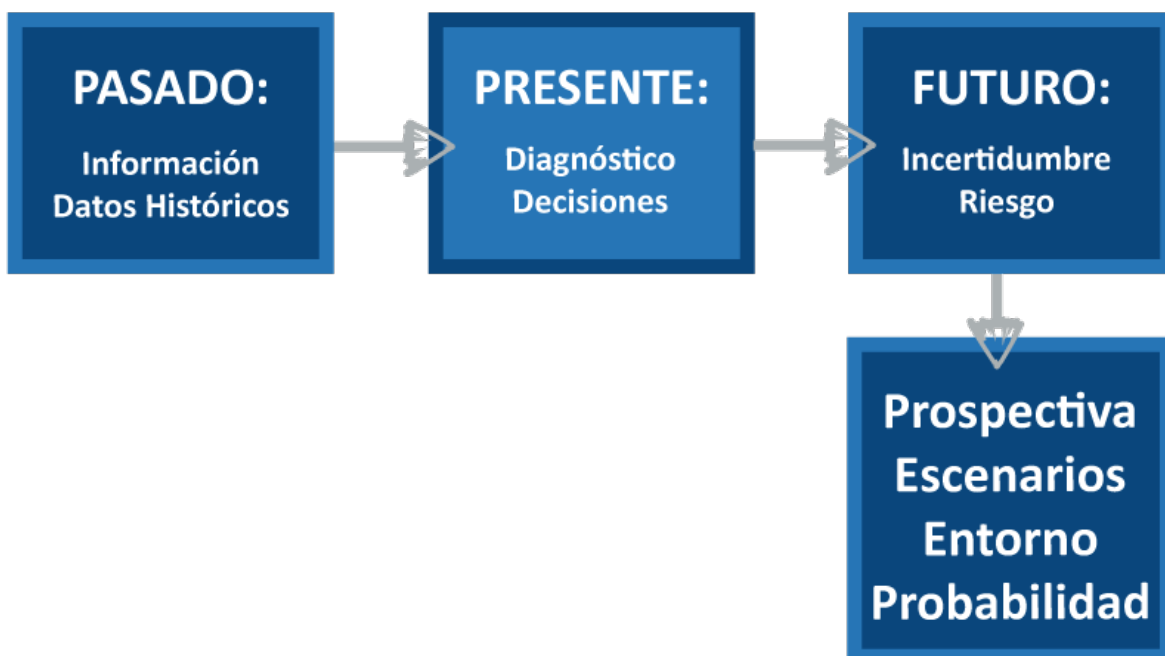 PASADO:
Información
Datos Históricos
PRESENTE:
Diagnóstico
Decisiones
FUTURO:
Incertidumbre
Riesgo
Prospectiva
Escenarios
Entorno
Probabilidad